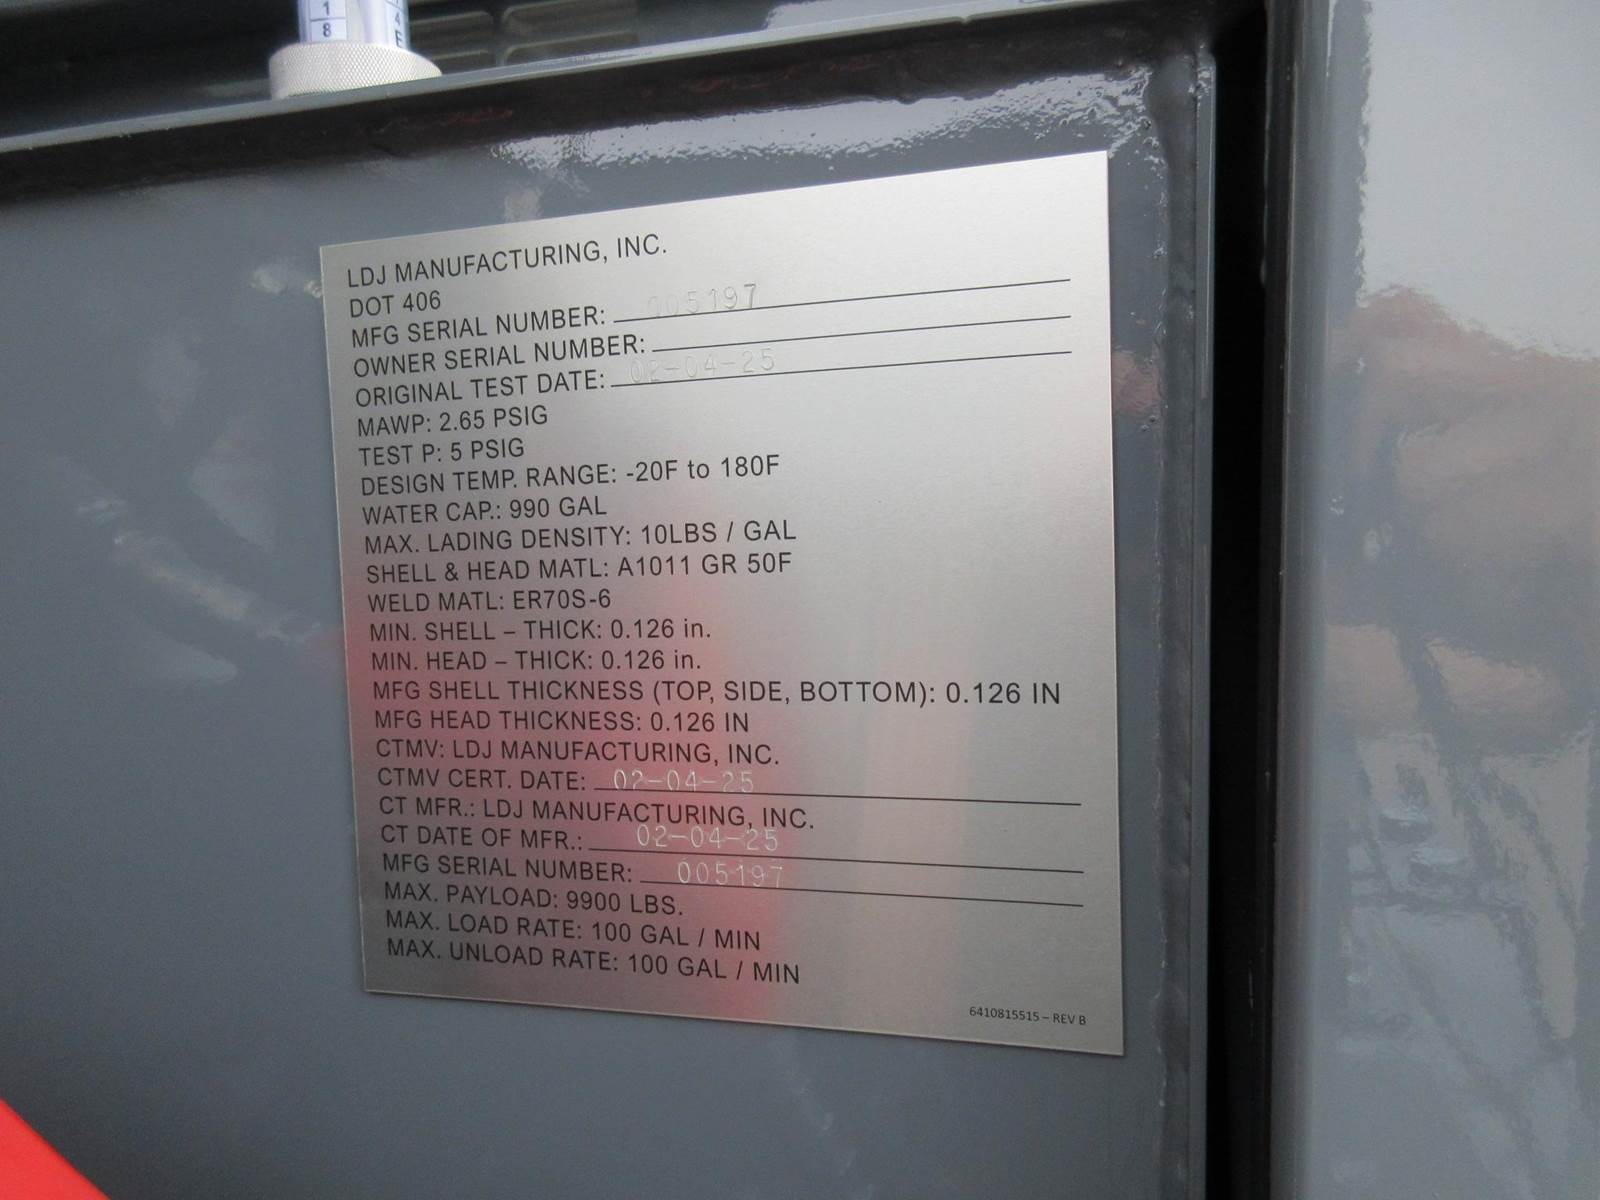 1
8
4
E
LDJ MANUFACTURING, INC.
DOT 406
MFG SERIAL NUMBER: 005197
OWNER SERIAL NUMBER:
ORIGINAL TEST DATE: 02-04-25
MAWP: 2.65 PSIG
TEST P: 5 PSIG
DESIGN TEMP. RANGE: -20F to 180F
WATER CAP.: 990 GAL
MAX. LADING DENSITY: 10LBS / GAL
SHELL & HEAD MATL: A1011 GR 50F
WELD MATL: ER70S-6
MIN. SHELL – THICK: 0.126 in.
MIN. HEAD – THICK: 0.126 in.
MFG SHELL THICKNESS (TOP, SIDE, BOTTOM): 0.126 IN
MFG HEAD THICKNESS: 0.126 IN
CTMV: LDJ MANUFACTURING, INC.
CTMV CERT. DATE: 02-04-25
CT MFR.: LDJ MANUFACTURING, INC.
CT DATE OF MFR.: 02-04-25
MFG SERIAL NUMBER: 005197
MAX. PAYLOAD: 9900 LBS.
MAX. LOAD RATE: 100 GAL / MIN
MAX. UNLOAD RATE: 100 GAL / MIN
6410815515 – REV B